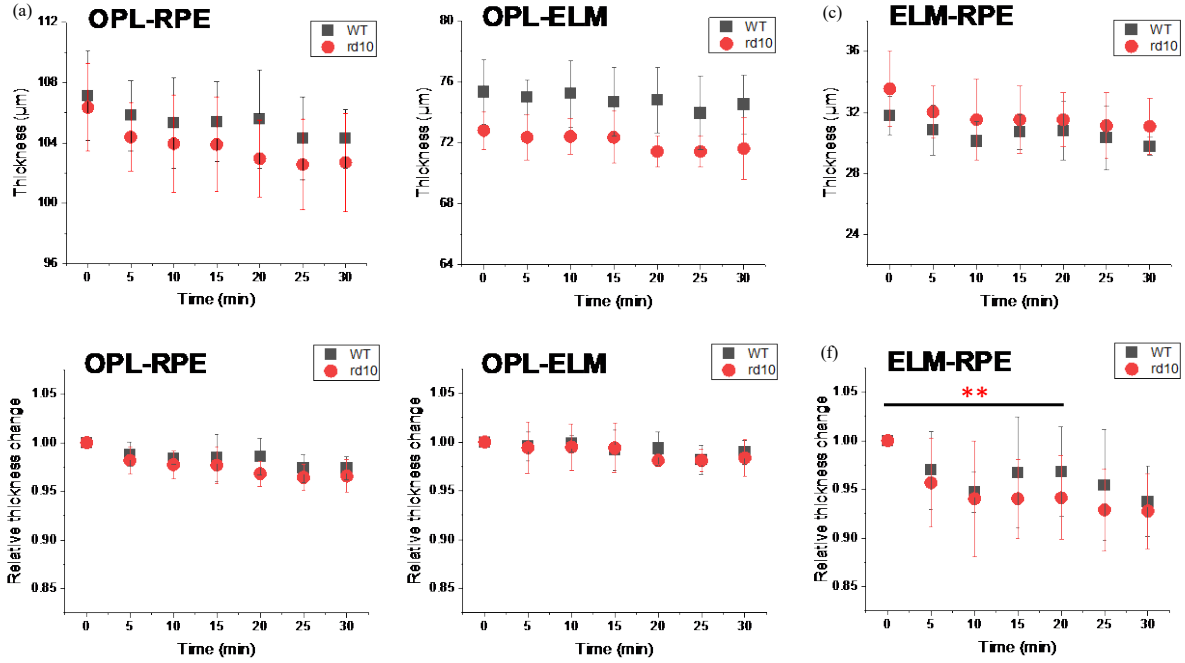 (a)
OPL-RPE
WT
rd10
112
108
104
100
96
Thickness (μm)
0 5 10 15 20 25 30
Time (min)
OPL-ELM
WT
rd10
80
76
72
68
64
Thickness (μm)
0 5 10 15 20 25 30
Time (min)
(c)
ELM-RPE
WT
rd10
36
32
28
24
Thickness (μm)
0 5 10 15 20 25 30
Time (min)
OPL-RPE
WT
rd10
1.05
1.00
0.95
0.90
0.85
Relative thickness change
0 5 10 15 20 25 30
Time (min)
OPL-ELM
WT
rd10
1.05
1.00
0.95
0.90
0.85
Relative thickness change
0 5 10 15 20 25 30
Time (min)
(f)
ELM-RPE
WT
rd10
**
1.05
1.00
0.95
0.90
0.85
Relative thickness change
0 5 10 15 20 25 30
Time (min)